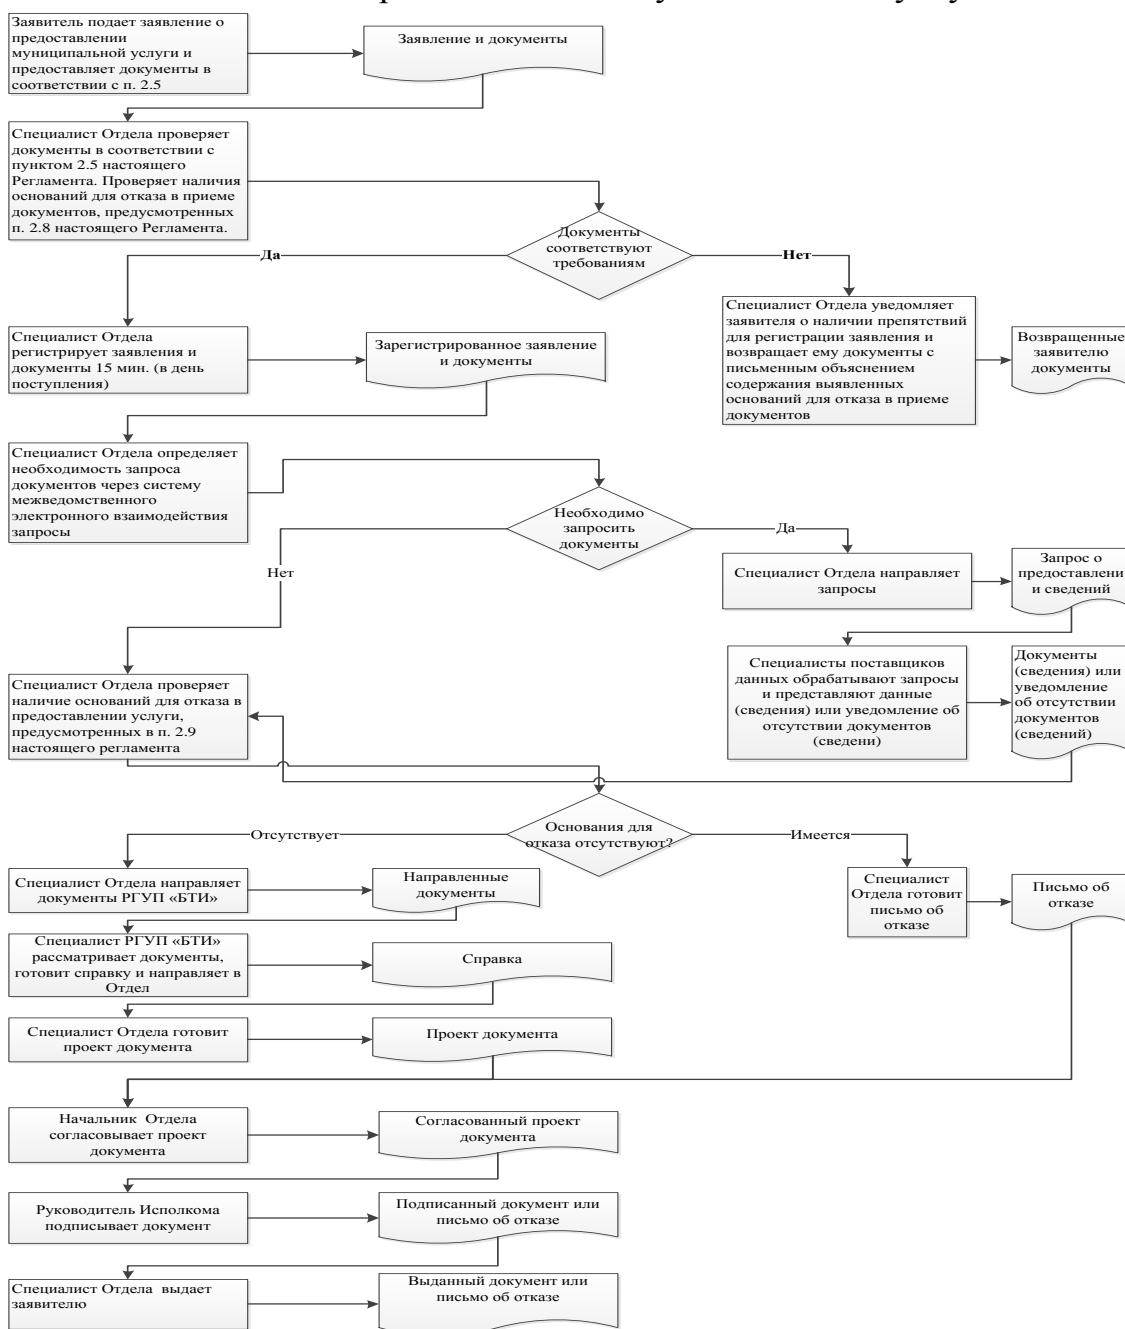 Заявитель подает заявление о
предоставлении
муниципальной услуги и
предоставляет документы в
соответствии с п. 2.5
Заявление и документы
Специалист Отдела проверяет
документы в соответствии с
пунктом 2.5 настоящего
Регламента. Проверяет наличия
оснований для отказа в приеме
документов, предусмотренных
п. 2.8 настоящего Регламента.
Документы
соответствуют
требованиям
Да
Нет
Специалист Отдела
регистрирует заявления и
документы 15 мин. (в день
поступления)
Зарегистрированное заявление
и документы
Специалист Отдела уведомляет
заявителя о наличии препятствий
для регистрации заявления и
возвращает ему документы с
письменным объяснением
содержания выявленных
оснований для отказа в приеме
документов
Возвращенные
заявителю
документы
Специалист Отдела определяет
необходимость запроса
документов через систему
межведомственного
электронного взаимодействия
запросы
Необходимо
запросить
документы
Да
Нет
Специалист Отдела направляет
запросы
Запрос о
предоставлени
и сведений
Специалисты поставщиков
данных обрабатывают запросы
и представляют данные
(сведения) или уведомление об
отсутствии документов
(сведени)
Документы
(сведения) или
уведомление
об отсутствии
документов
(сведений)
Специалист Отдела проверяет
наличие оснований для отказа в
предоставлении услуги,
предусмотренных в п. 2.9
настоящего регламента
Основания для
отказа отсутствуют?
Отсутствует
Имеется
Специалист Отдела направляет
документы РГУП «БТИ»
Направленные
документы
Специалист
Отдела готовит
письмо об
отказе
Письмо об
отказе
Специалист РГУП «БТИ»
рассматривает документы,
готовит справку и направляет в
Отдел
Справка
Специалист Отдела готовит
проект документа
Проект документа
Начальник Отдела
согласовывает проект
документа
Согласованный проект
документа
Руководитель Исполкома
подписывает документ
Подписанный документ или
письмо об отказе
Специалист Отдела выдает
заявителю
Выданный документ или
письмо об отказе